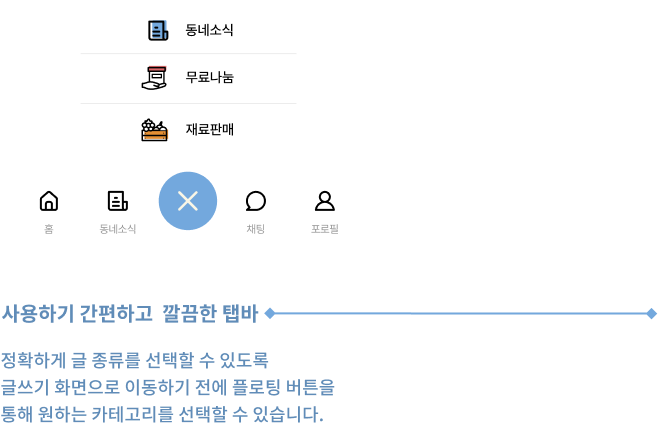 동네소식
무료나눔
재료판매
홈 동네소식 채팅 포로필
사용하기 간편하고 깔끔한 탭바
정확하게 글 종류를 선택할 수 있도록
글쓰기 화면으로 이동하기 전에 플로팅 버튼을
통해 원하는 카테고리를 선택할 수 있습니다.